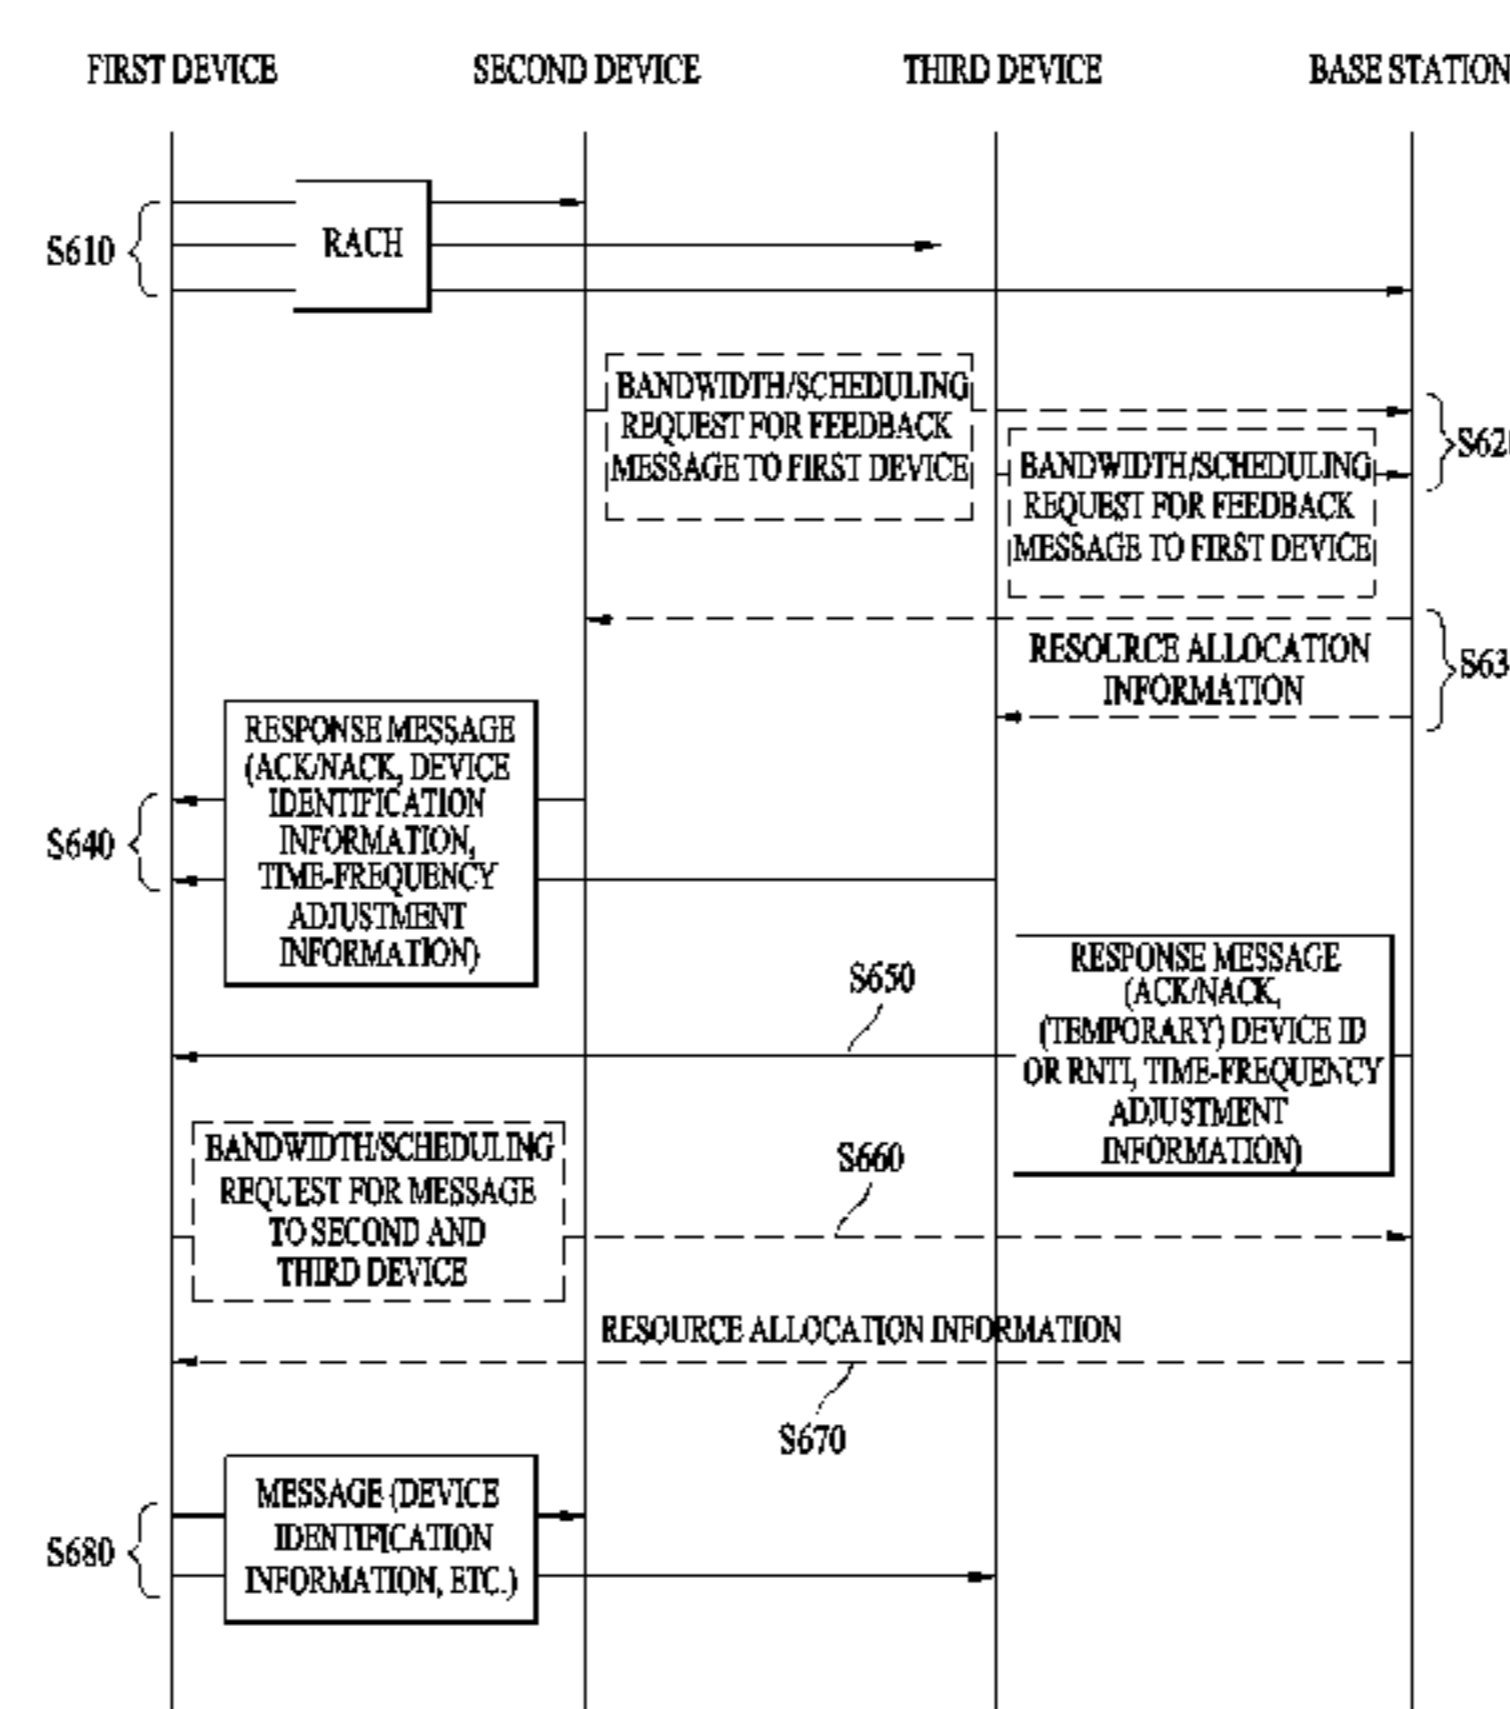 FIRST DEVICE
SECOND DEVICE
THIRD DEVICE
BASE STATION
S610
RACH
BANDWIDTH/SCHEDULING
REQUEST FOR FEEDBACK
MESSAGE TO FIRST DEVICE
BANDWIDTH/SCHEDULING
REQUEST FOR FEEDBACK
MESSAGE TO FIRST DEVICE
S62
RESOURCE ALLOCATION
INFORMATION
S63
RESPONSE MESSAGE
(ACK/NACK, DEVICE
IDENTIFICATION
INFORMATION,
TIME-FREQUENCY
ADJUSTMENT
INFORMATION)
S640
S650
RESPONSE MESSAGE
(ACK/NACK,
(TEMPORARY) DEVICE ID
OR RNTI, TIME-FREQUENCY
ADJUSTMENT
INFORMATION)
BANDWIDTH/SCHEDULING
REQUEST FOR MESSAGE
TO SECOND AND
THIRD DEVICE
S660
RESOURCE ALLOCATION INFORMATION
S670
S680
MESSAGE (DEVICE
IDENTIFICATION
INFORMATION, ETC.)